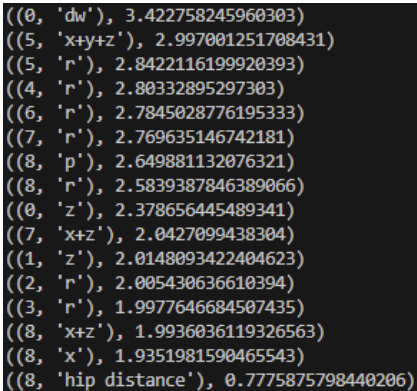 ((0, 'dw'), 3.422758245960303)
((5, 'x+y+z'), 2.997001251708431)
((5, 'r'), 2.8422116199920393)
((4, 'r'), 2.80332895297303)
((6, 'r'), 2.7845028776195333)
((7, 'r'), 2.769635146742181)
((8, 'p'), 2.649881132076321)
((8, 'r'), 2.5839387846389066)
((0, 'z'), 2.378656445489341)
((7, 'x+z'), 2.0427099438304)
((1, 'z'), 2.0148093422404623)
((2, 'r'), 2.005430636610394)
((3, 'r'), 1.9977646684507435)
((8, 'x+z'), 1.9936036119326563)
((8, 'x'), 1.9351981590465543)
((8, 'hip distance'), 0.7775875798440206)